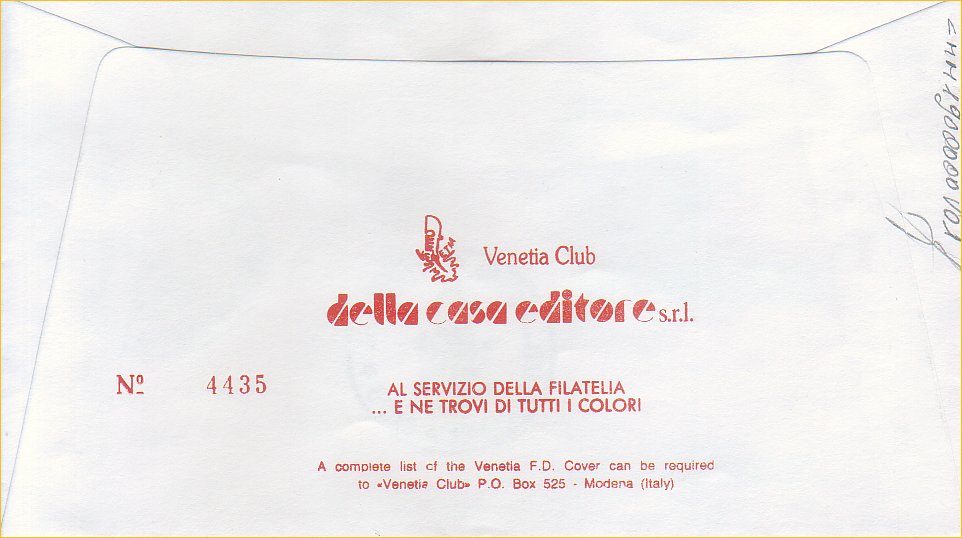 Venetia Club
della casa editore s.r.l.
Nº 4435
AL SERVIZIO DELLA FILATELIA
... E NE TROVI DI TUTTI I COLORI
A complete list of the Venetia F.D. Cover can be required
to «Venetia Club» P.O. Box 525 - Modena (Italy)